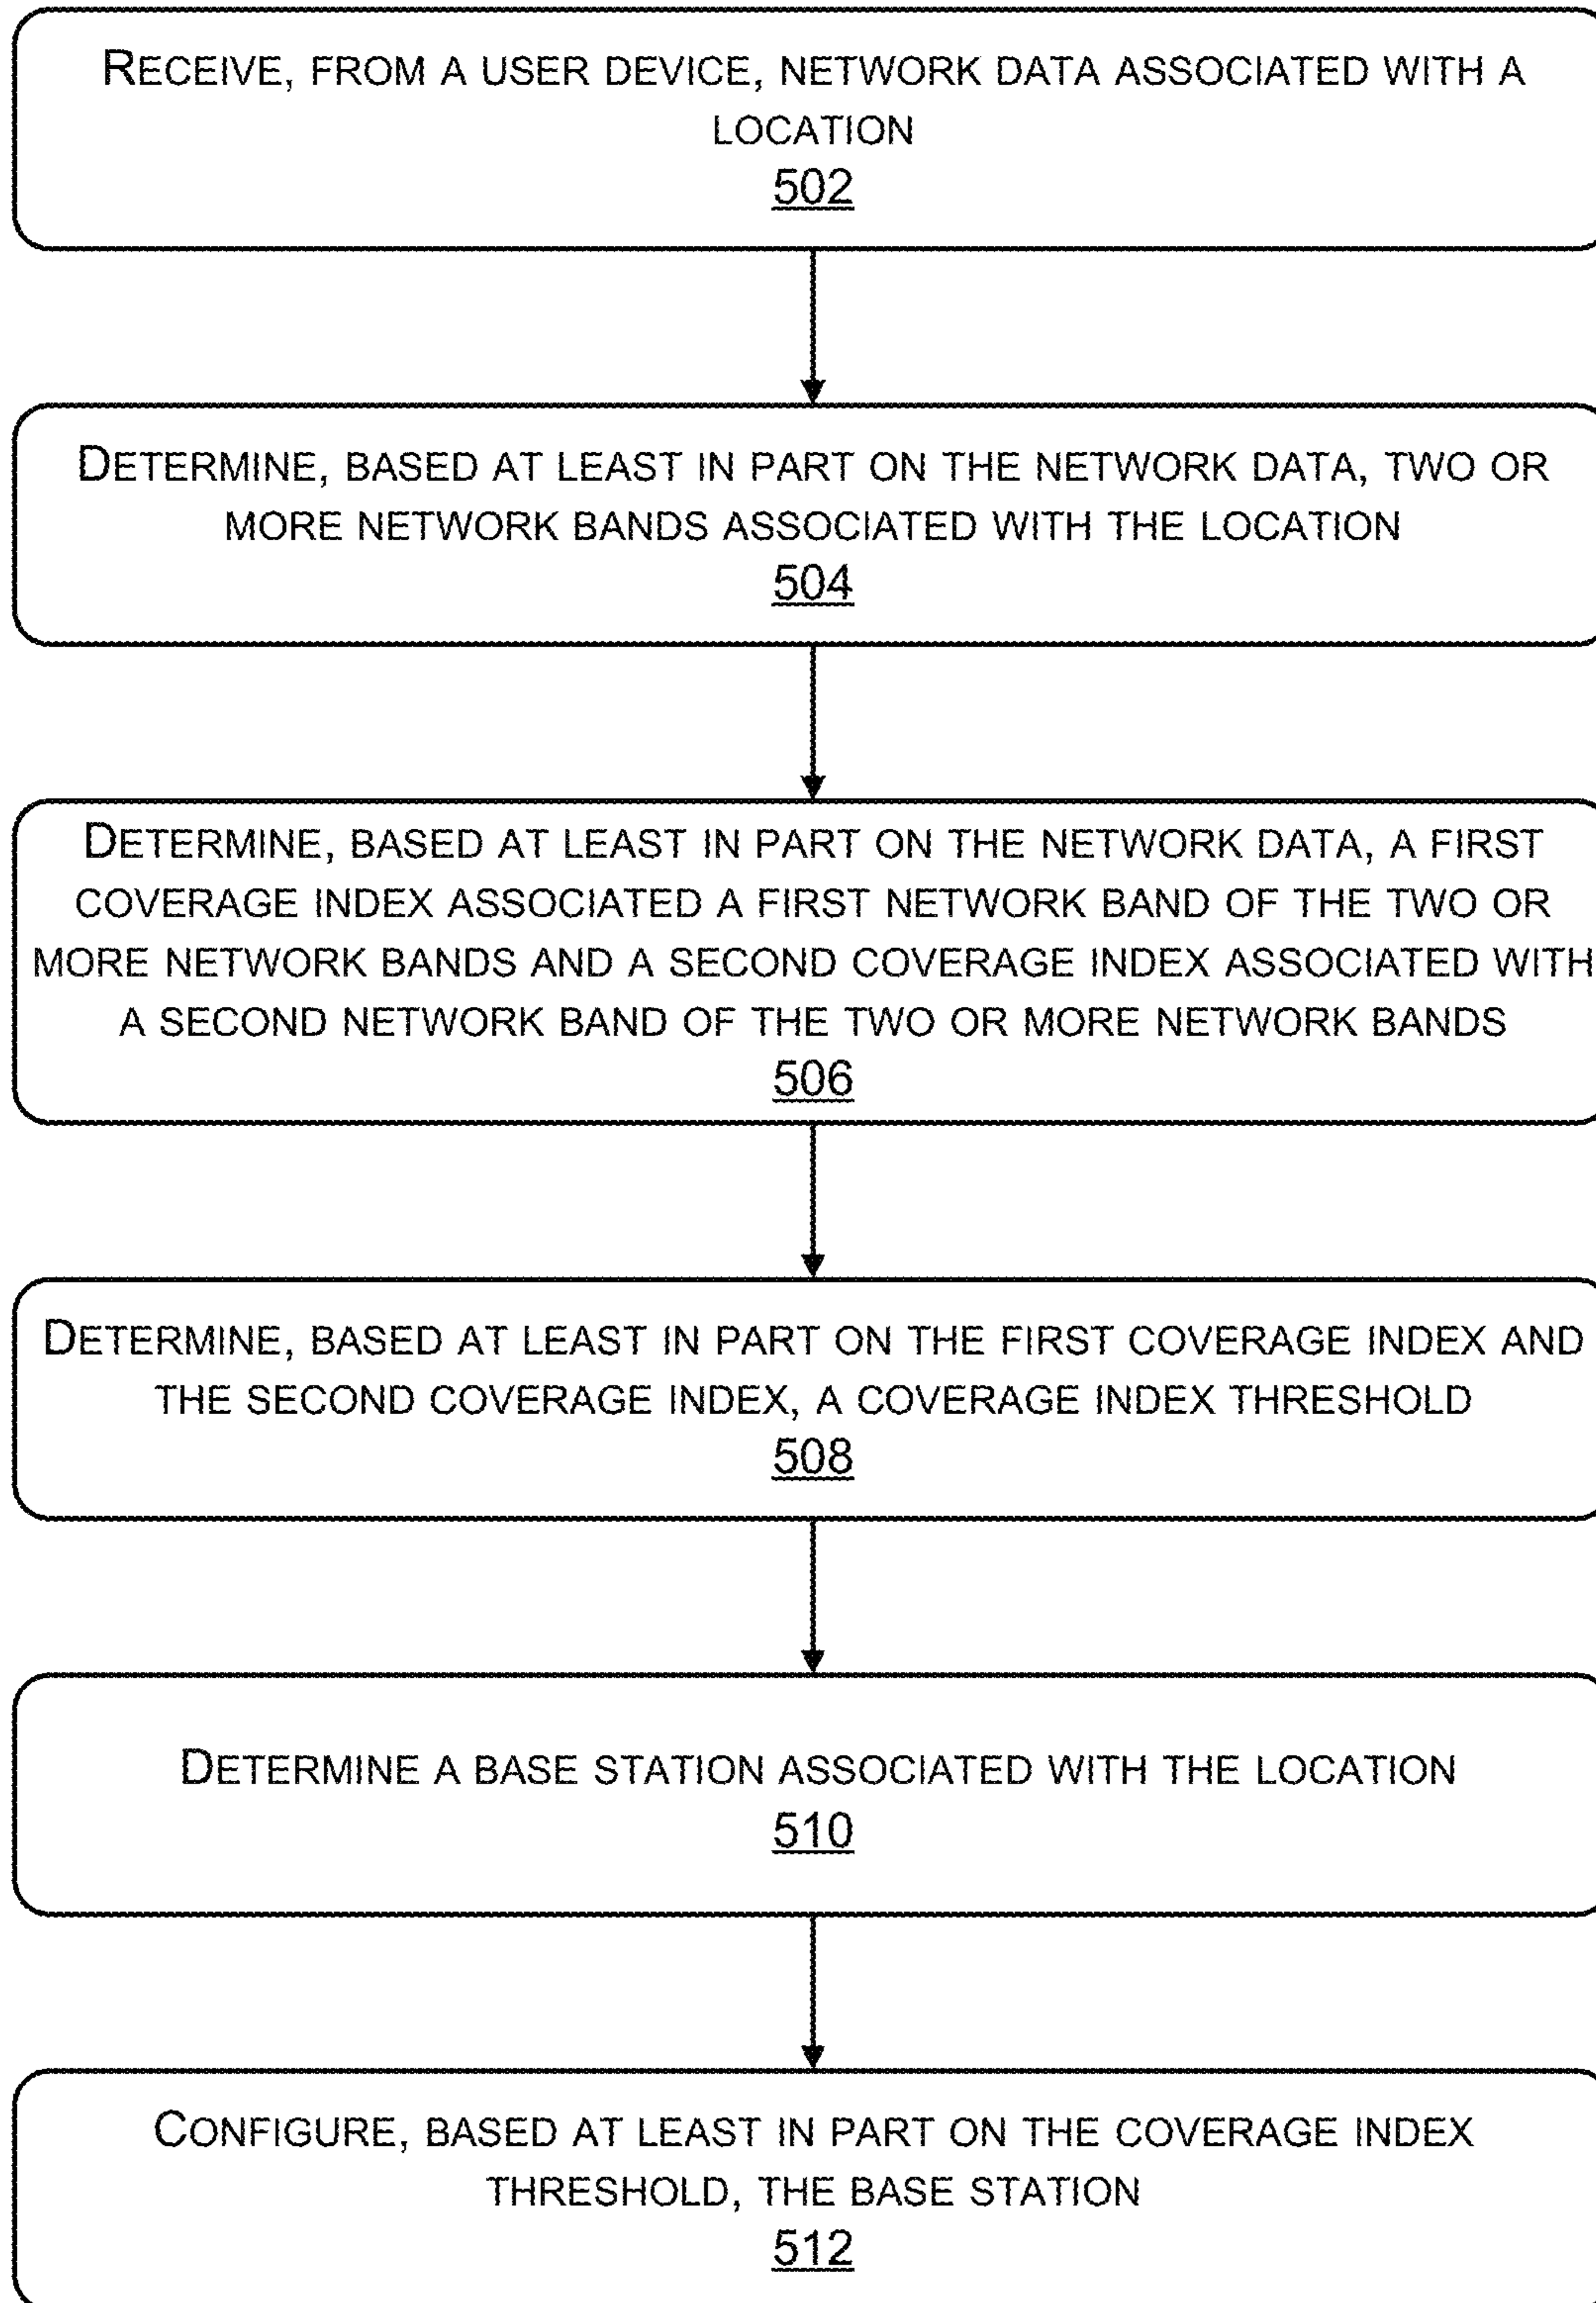 RECEIVE, FROM A USER DEVICE, NETWORK DATA ASSOCIATED WITH A
LOCATION
502
DETERMINE, BASED AT LEAST IN PART ON THE NETWORK DATA, TWO OR
MORE NETWORK BANDS ASSOCIATED WITH THE LOCATION
504
DETERMINE, BASED AT LEAST IN PART ON THE NETWORK DATA, A FIRST
COVERAGE INDEX ASSOCIATED A FIRST NETWORK BAND OF THE TWO OR
MORE NETWORK BANDS AND A SECOND COVERAGE INDEX ASSOCIATED WITH
A SECOND NETWORK BAND OF THE TWO OR MORE NETWORK BANDS
506
DETERMINE, BASED AT LEAST IN PART ON THE FIRST COVERAGE INDEX AND
THE SECOND COVERAGE INDEX, A COVERAGE INDEX THRESHOLD
508
DETERMINE A BASE STATION ASSOCIATED WITH THE LOCATION
510
CONFIGURE, BASED AT LEAST IN PART ON THE COVERAGE INDEX
THRESHOLD, THE BASE STATION
512